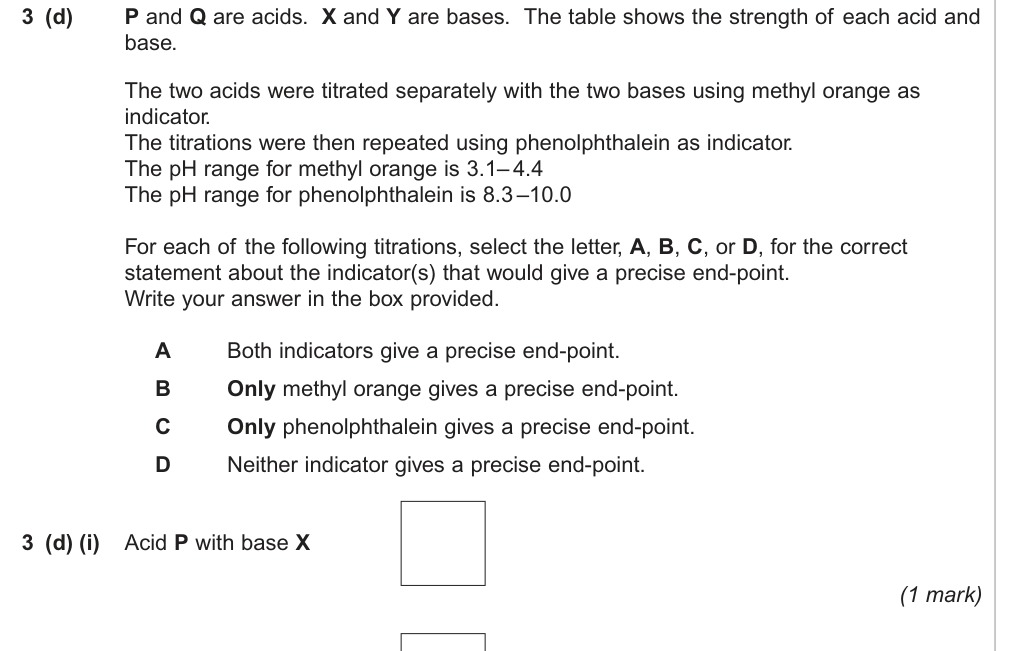 3 (d) P and Q are acids. X and Y are bases. The table shows the strength of each acid and
base.
The two acids were titrated separately with the two bases using methyl orange as
indicator.
The titrations were then repeated using phenolphthalein as indicator.
The pH range for methyl orange is 3.1–4.4
The pH range for phenolphthalein is 8.3–10.0
For each of the following titrations, select the letter, A, B, C, or D, for the correct
statement about the indicator(s) that would give a precise end-point.
Write your answer in the box provided.
A Both indicators give a precise end-point.
B Only methyl orange gives a precise end-point.
C Only phenolphthalein gives a precise end-point.
D Neither indicator gives a precise end-point.
3 (d) (i) Acid P with base X
(1 mark)